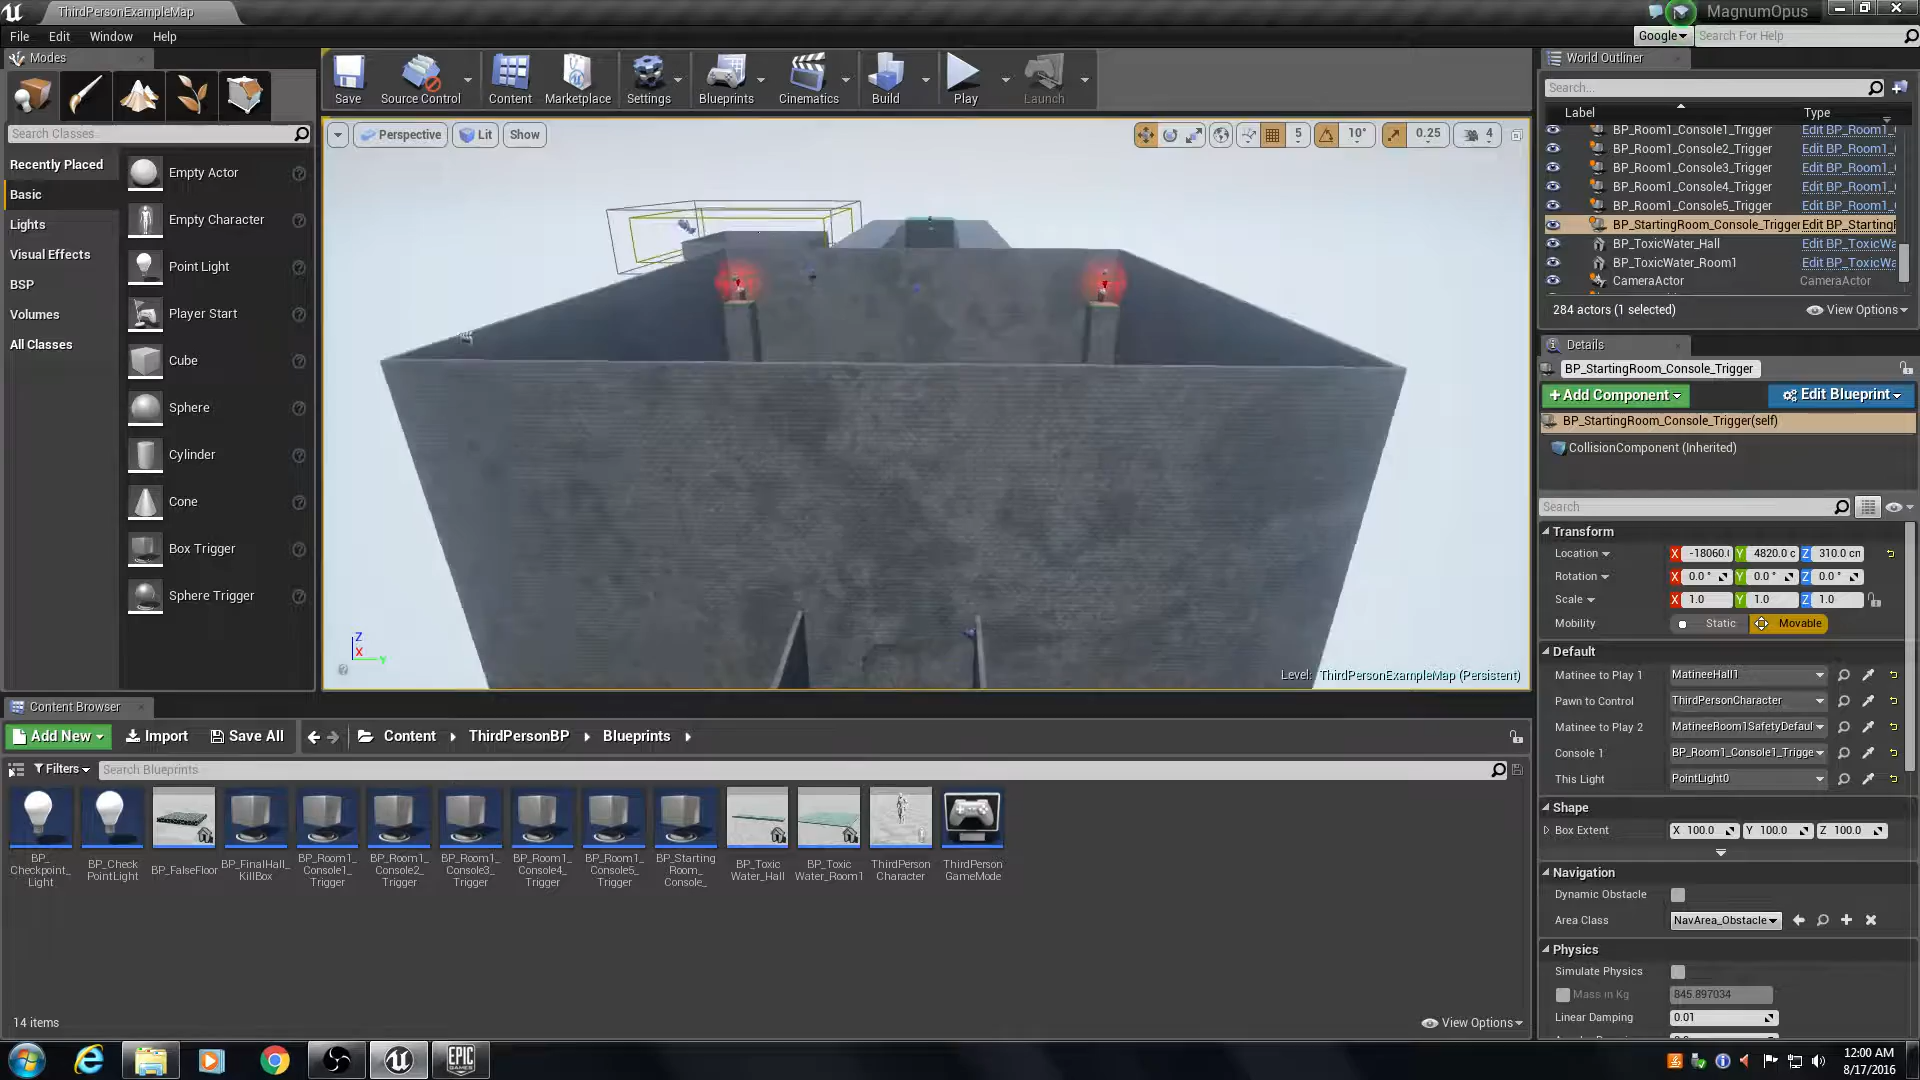 ThirdPersonExampleMap
MagnumOpus
File Edit Window Help
Google Search For Help
Modes
Search Classes
Recently Placed
Basic
Lights
Visual Effects
BSP
Volumes
All Classes
Empty Actor
Empty Character
Point Light
Player Start
Cube
Sphere
Cylinder
Cone
Box Trigger
Sphere Trigger
Save Source Control Content Marketplace Settings Blueprints Cinematics Build Play Launch
Perspective Lit Show
5 10° 0.25 4
Z
X
Y
Level: ThirdPersonExampleMap (Persistent)
World Outliner
Search...
Label Type
BP_Room1_Console1_Trigger Edit BP_Room1_
BP_Room1_Console2_Trigger Edit BP_Room1_
BP_Room1_Console3_Trigger Edit BP_Room1_
BP_Room1_Console4_Trigger Edit BP_Room1_
BP_Room1_Console5_Trigger Edit BP_Room1_
BP_StartingRoom_Console_Trigger Edit BP_Starting
BP_ToxicWater_Hall Edit BP_ToxicWa
BP_ToxicWater_Room1 Edit BP_ToxicWa
CameraActor CameraActor
284 actors (1 selected) View Options
Details
BP_StartingRoom_Console_Trigger
+Add Component Edit Blueprint
BP_StartingRoom_Console_Trigger(self)
CollisionComponent (Inherited)
Search
Transform
Location X -18060. Y 4820.0 c Z 310.0 cm
Rotation X 0.0 ° Y 0.0 ° Z 0.0 °
Scale X 1.0 Y 1.0 Z 1.0
Mobility Static Movable
Default
Matinee to Play 1 MatineeHall1
Pawn to Control ThirdPersonCharacter
Matinee to Play 2 MatineeRoom1SafetyDefaul
Console 1 BP_Room1_Console1_Trigge
This Light PointLight0
Shape
Box Extent X 100.0 Y 100.0 Z 100.0
Navigation
Dynamic Obstacle
Area Class NavArea_Obstacle
Physics
Simulate Physics
Mass in Kg 845.897034
Linear Damping 0.01
Content Browser
Add New Import Save All Content ThirdPersonBP Blueprints
Filters Search Blueprints
BP_Checkpoint_Light
BP_Check PointLight
BP_FalseFloor
BP_FinalHall_KillBox
BP_Room1_Console1_Trigger
BP_Room1_Console2_Trigger
BP_Room1_Console3_Trigger
BP_Room1_Console4_Trigger
BP_Room1_Console5_Trigger
BP_Starting Room_Console_
BP_Toxic Water_Hall
BP_Toxic Water_Room1
ThirdPerson Character
ThirdPerson GameMode
14 items View Options
EPIC GAMES
12:00 AM
8/17/2016